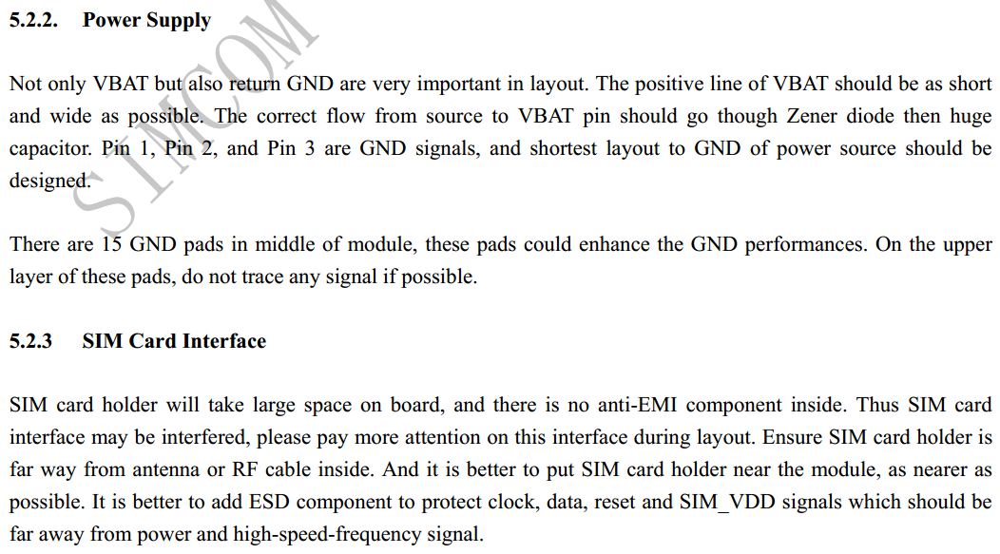 5.2.2. Power Supply
Not only VBAT but also return GND are very important in layout. The positive line of VBAT should be as short
and wide as possible. The correct flow from source to VBAT pin should go though Zener diode then huge
capacitor. Pin 1, Pin 2, and Pin 3 are GND signals, and shortest layout to GND of power source should be
designed.
There are 15 GND pads in middle of module, these pads could enhance the GND performances. On the upper
layer of these pads, do not trace any signal if possible.
5.2.3 SIM Card Interface
SIM card holder will take large space on board, and there is no anti-EMI component inside. Thus SIM card
interface may be interfered, please pay more attention on this interface during layout. Ensure SIM card holder is
far way from antenna or RF cable inside. And it is better to put SIM card holder near the module, as nearer as
possible. It is better to add ESD component to protect clock, data, reset and SIM_VDD signals which should be
far away from power and high-speed-frequency signal.
SIMCOM